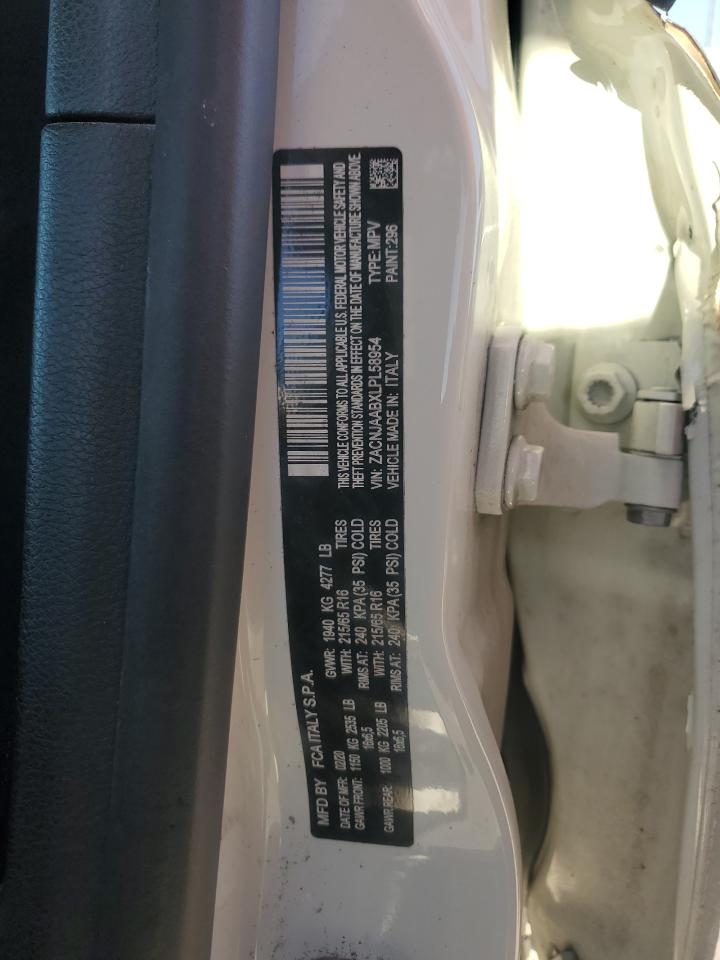 MFD BY FCA ITALY S.P.A.
DATE OF MFR: 02/20 GVWR: 1940 KG 4277 LB
GAWR FRONT: 1150 KG 2535 LB WITH: 215/65 R16 TIRES
16x6,5 RIMS AT: 240 KPA (35 PSI) COLD
GAWR REAR: 1000 KG 2205 LB WITH: 215/65 R16 TIRES
16x6,5 RIMS AT: 240 KPA (35 PSI) COLD
THIS VEHICLE CONFORMS TO ALL APPLICABLE U.S. FEDERAL MOTOR VEHICLE SAFETY AND
THEFT PREVENTION STANDARDS IN EFFECT ON THE DATE OF MANUFACTURE SHOWN ABOVE.
VIN: ZACNJAABXLPL58954 TYPE: MPV
VEHICLE MADE IN: ITALY PAINT: 296